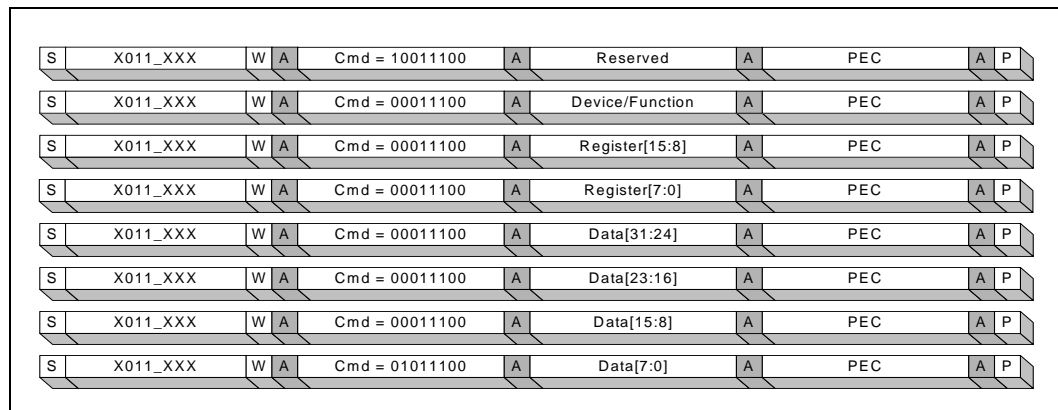 S X011_XXX W A Cmd = 10011100 A Reserved A PEC A P
S X011_XXX W A Cmd = 00011100 A Device/Function A PEC A P
S X011_XXX W A Cmd = 00011100 A Register[15:8] A PEC A P
S X011_XXX W A Cmd = 00011100 A Register[7:0] A PEC A P
S X011_XXX W A Cmd = 00011100 A Data[31:24] A PEC A P
S X011_XXX W A Cmd = 00011100 A Data[23:16] A PEC A P
S X011_XXX W A Cmd = 00011100 A Data[15:8] A PEC A P
S X011_XXX W A Cmd = 01011100 A Data[7:0] A PEC A P